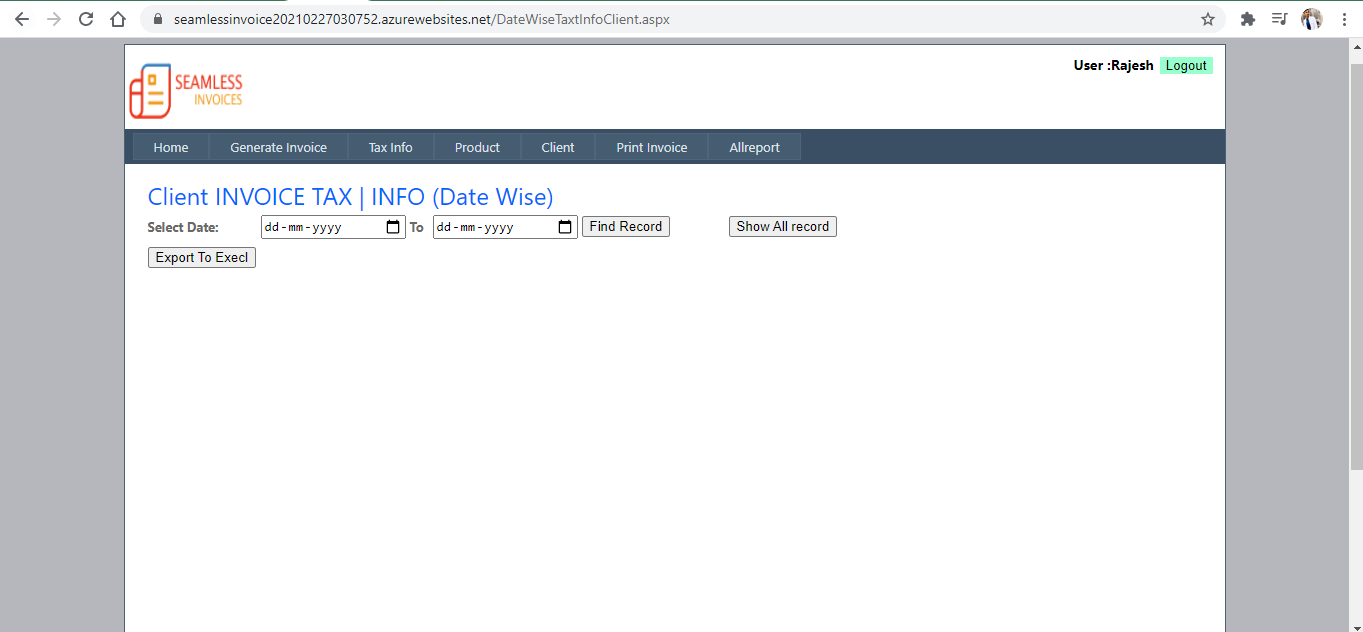 seamlessinvoice20210227030752.azurewebsites.net/DateWiseTaxtInfoClient.aspx
User :Rajesh Logout
SEAMLESS
INVOICES
Home Generate Invoice Tax Info Product Client Print Invoice Allreport
Client INVOICE TAX | INFO (Date Wise)
Select Date: dd-mm-yyyy To dd-mm-yyyy Find Record Show All record
Export To Execl